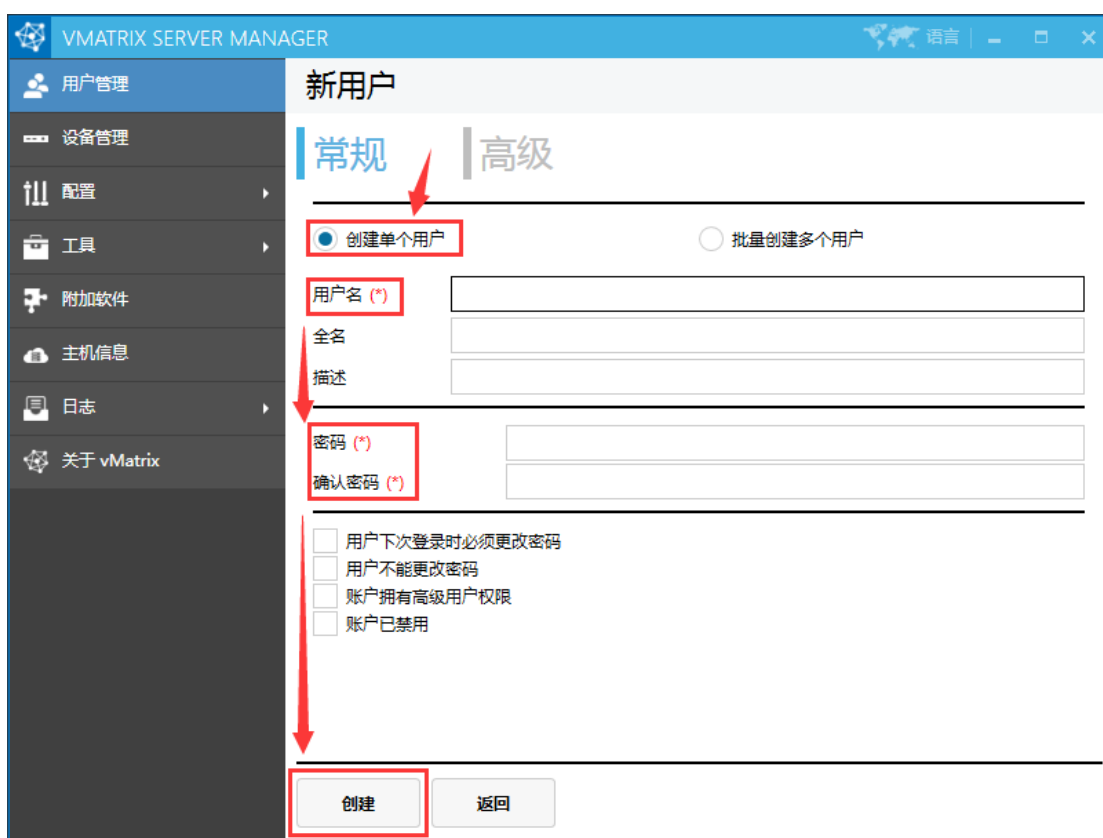 VMATRIX SERVER MANAGER
语言
用户管理
设备管理
配置
工具
附加软件
主机信息
日志
关于 vMatrix
新用户
常规
高级
创建单个用户
批量创建多个用户
用户名 (*)
全名
描述
密码 (*)
确认密码 (*)
用户下次登录时必须更改密码
用户不能更改密码
账户拥有高级用户权限
账户已禁用
创建
返回